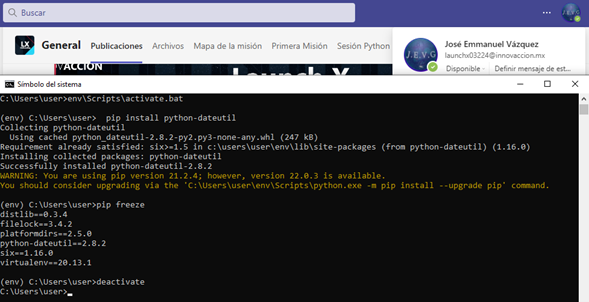 Buscar
LX
General Publicaciones Archivos Mapa de la misión Primera Misión Sesión Python
J.E.V.G
José Emmanuel Vázquez
launchx03224@innovaccion.mx
Disponible Definir mensaje de est...
Símbolo del sistema
C:\Users\user>env\Scripts\activate.bat
(env) C:\Users\user>  pip install python-dateutil
Collecting python-dateutil
  Using cached python_dateutil-2.8.2-py2.py3-none-any.whl (247 kB)
Requirement already satisfied: six>=1.5 in c:\users\user\env\lib\site-packages (from python-dateutil) (1.16.0)
Installing collected packages: python-dateutil
Successfully installed python-dateutil-2.8.2
WARNING: You are using pip version 21.2.4; however, version 22.0.3 is available.
You should consider upgrading via the 'C:\Users\user\env\Scripts\python.exe -m pip install --upgrade pip' command.
(env) C:\Users\user>pip freeze
distlib==0.3.4
filelock==3.4.2
platformdirs==2.5.0
python-dateutil==2.8.2
six==1.16.0
virtualenv==20.13.1
(env) C:\Users\user>deactivate
C:\Users\user>